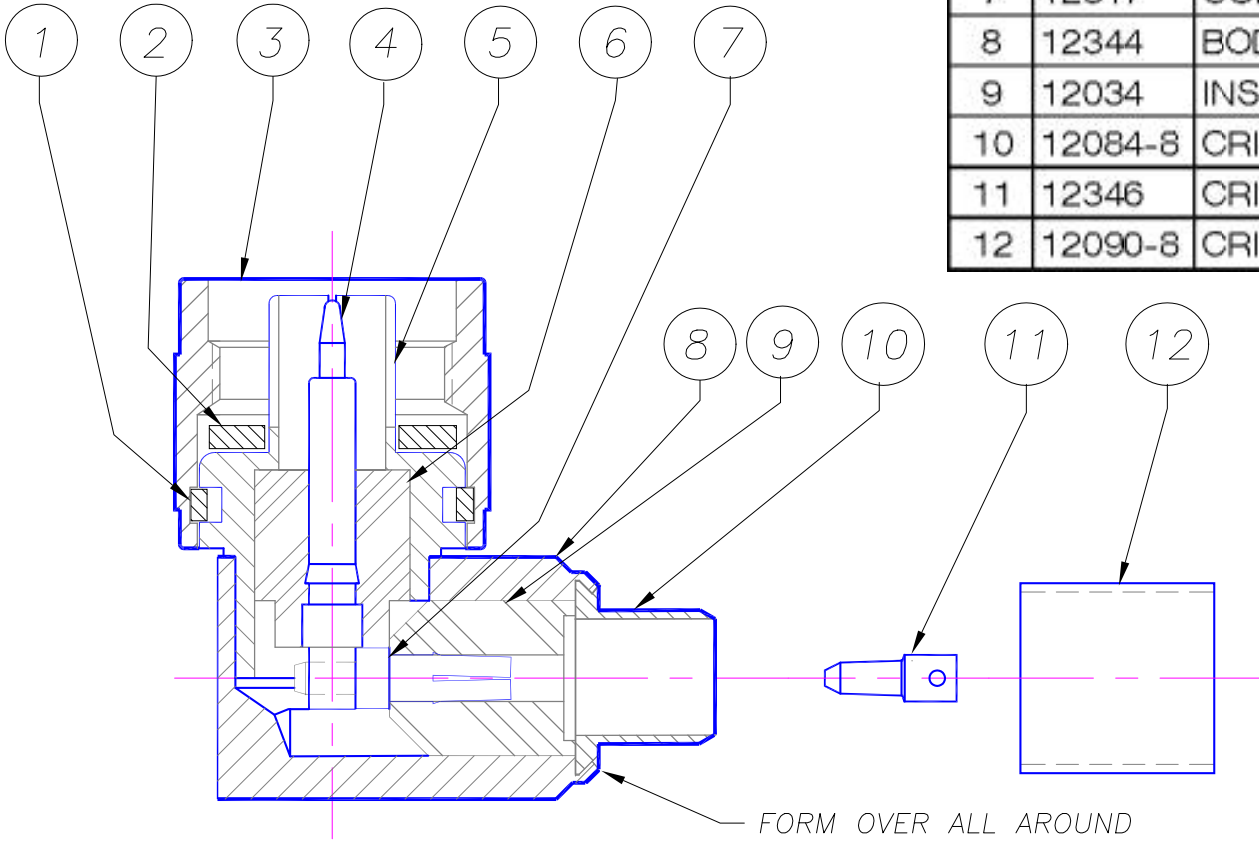 1 2 3 4 5 6 7
8 12344 BOD
9 12034 INS
10 12084-8 CRI
11 12346 CRI
12 12090-8 CRI
8 9 10 11 12
FORM OVER ALL AROUND